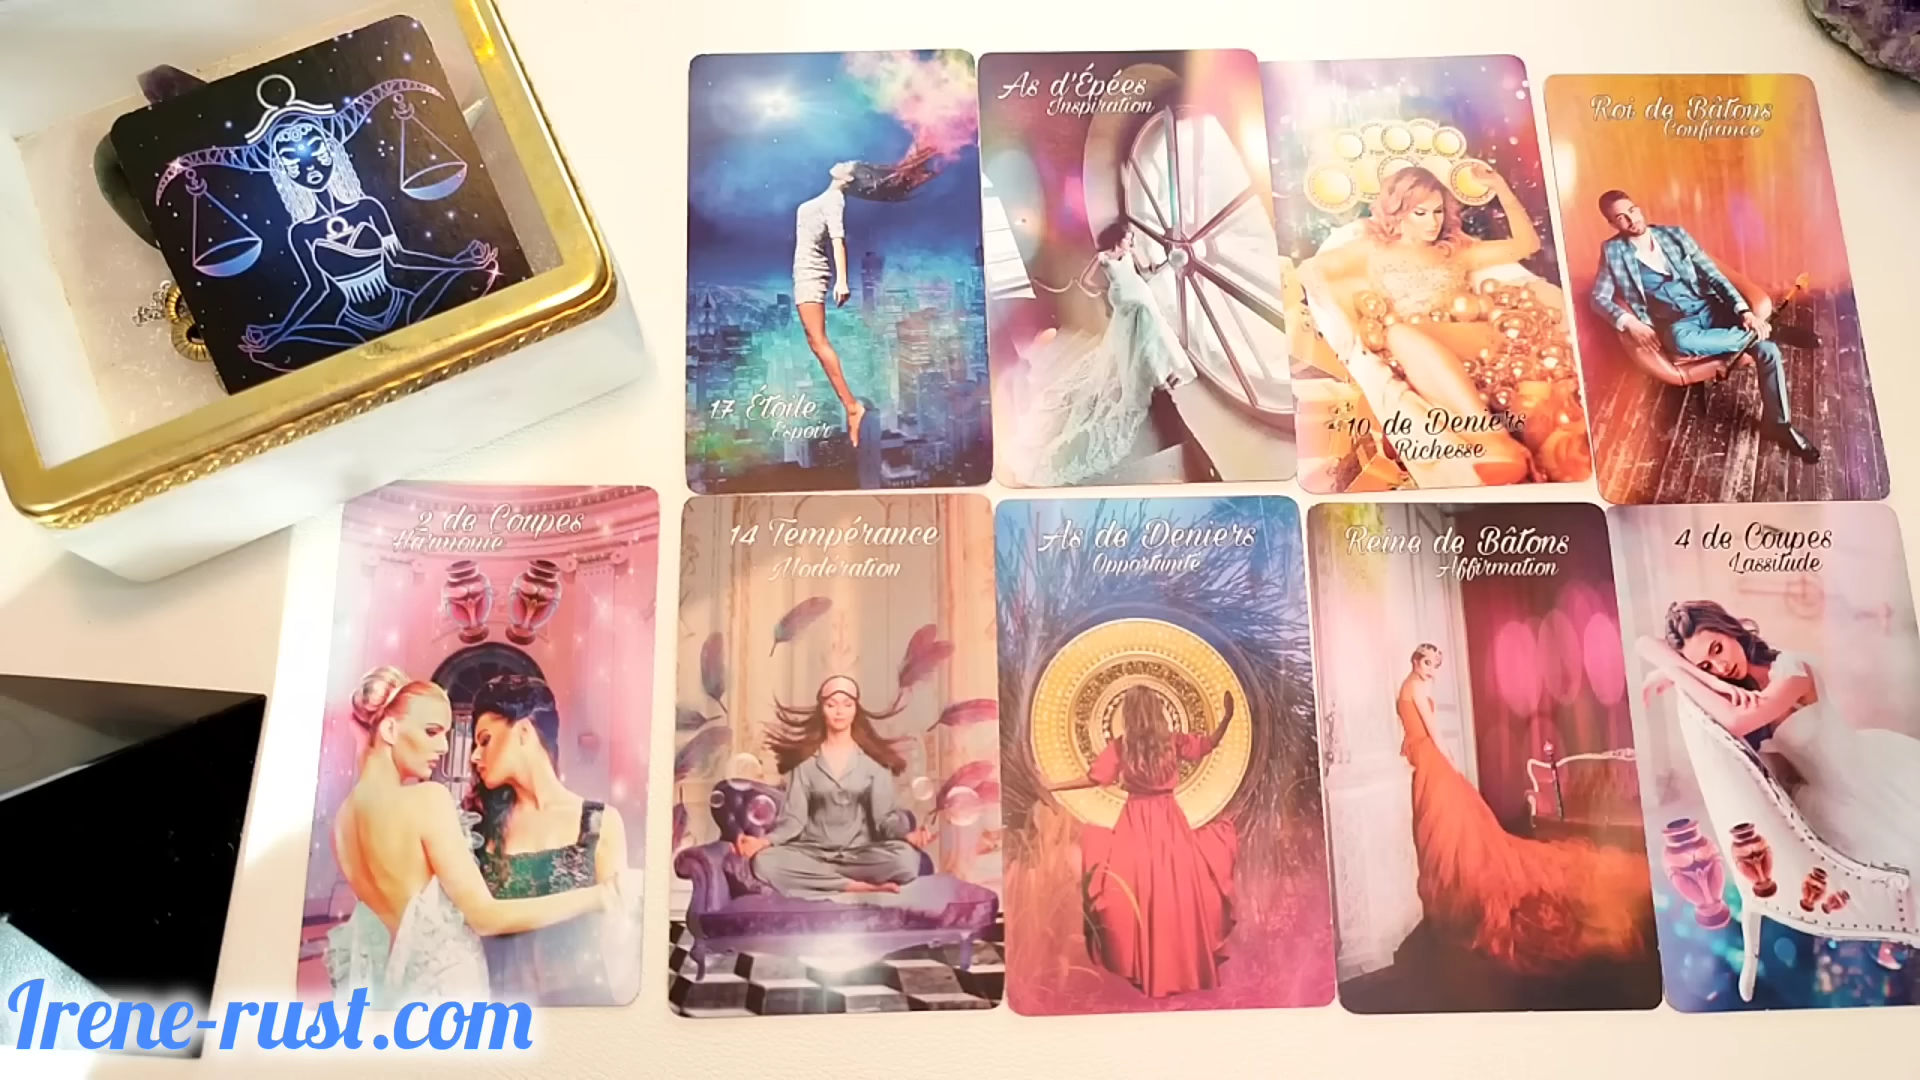 17 Étoile
Espoir
As d'Épées
Inspiration
10 de Deniers
Richesse
Roi de Bâtons
Confiance
2 de Coupes
Harmonie
14 Tempérance
Modération
As de Deniers
Opportunité
Reine de Bâtons
Affirmation
4 de Coupes
Lassitude
Irene-rust.com